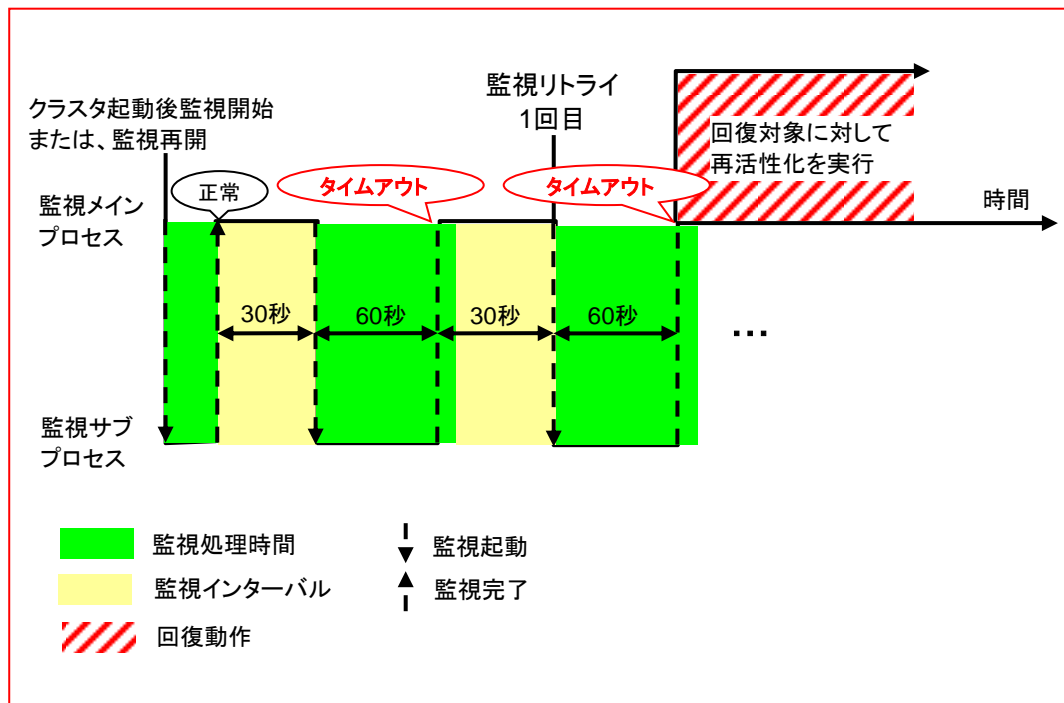 クラスタ起動後監視開始
または、監視再開
監視リトライ
1回目
回復対象に対して
再活性化を実行
正常
タイムアウト
タイムアウト
時間
監視メイン
プロセス
30秒
60秒
30秒
60秒
...
監視サブ
プロセス
監視処理時間
監視起動
監視インターバル
監視完了
回復動作